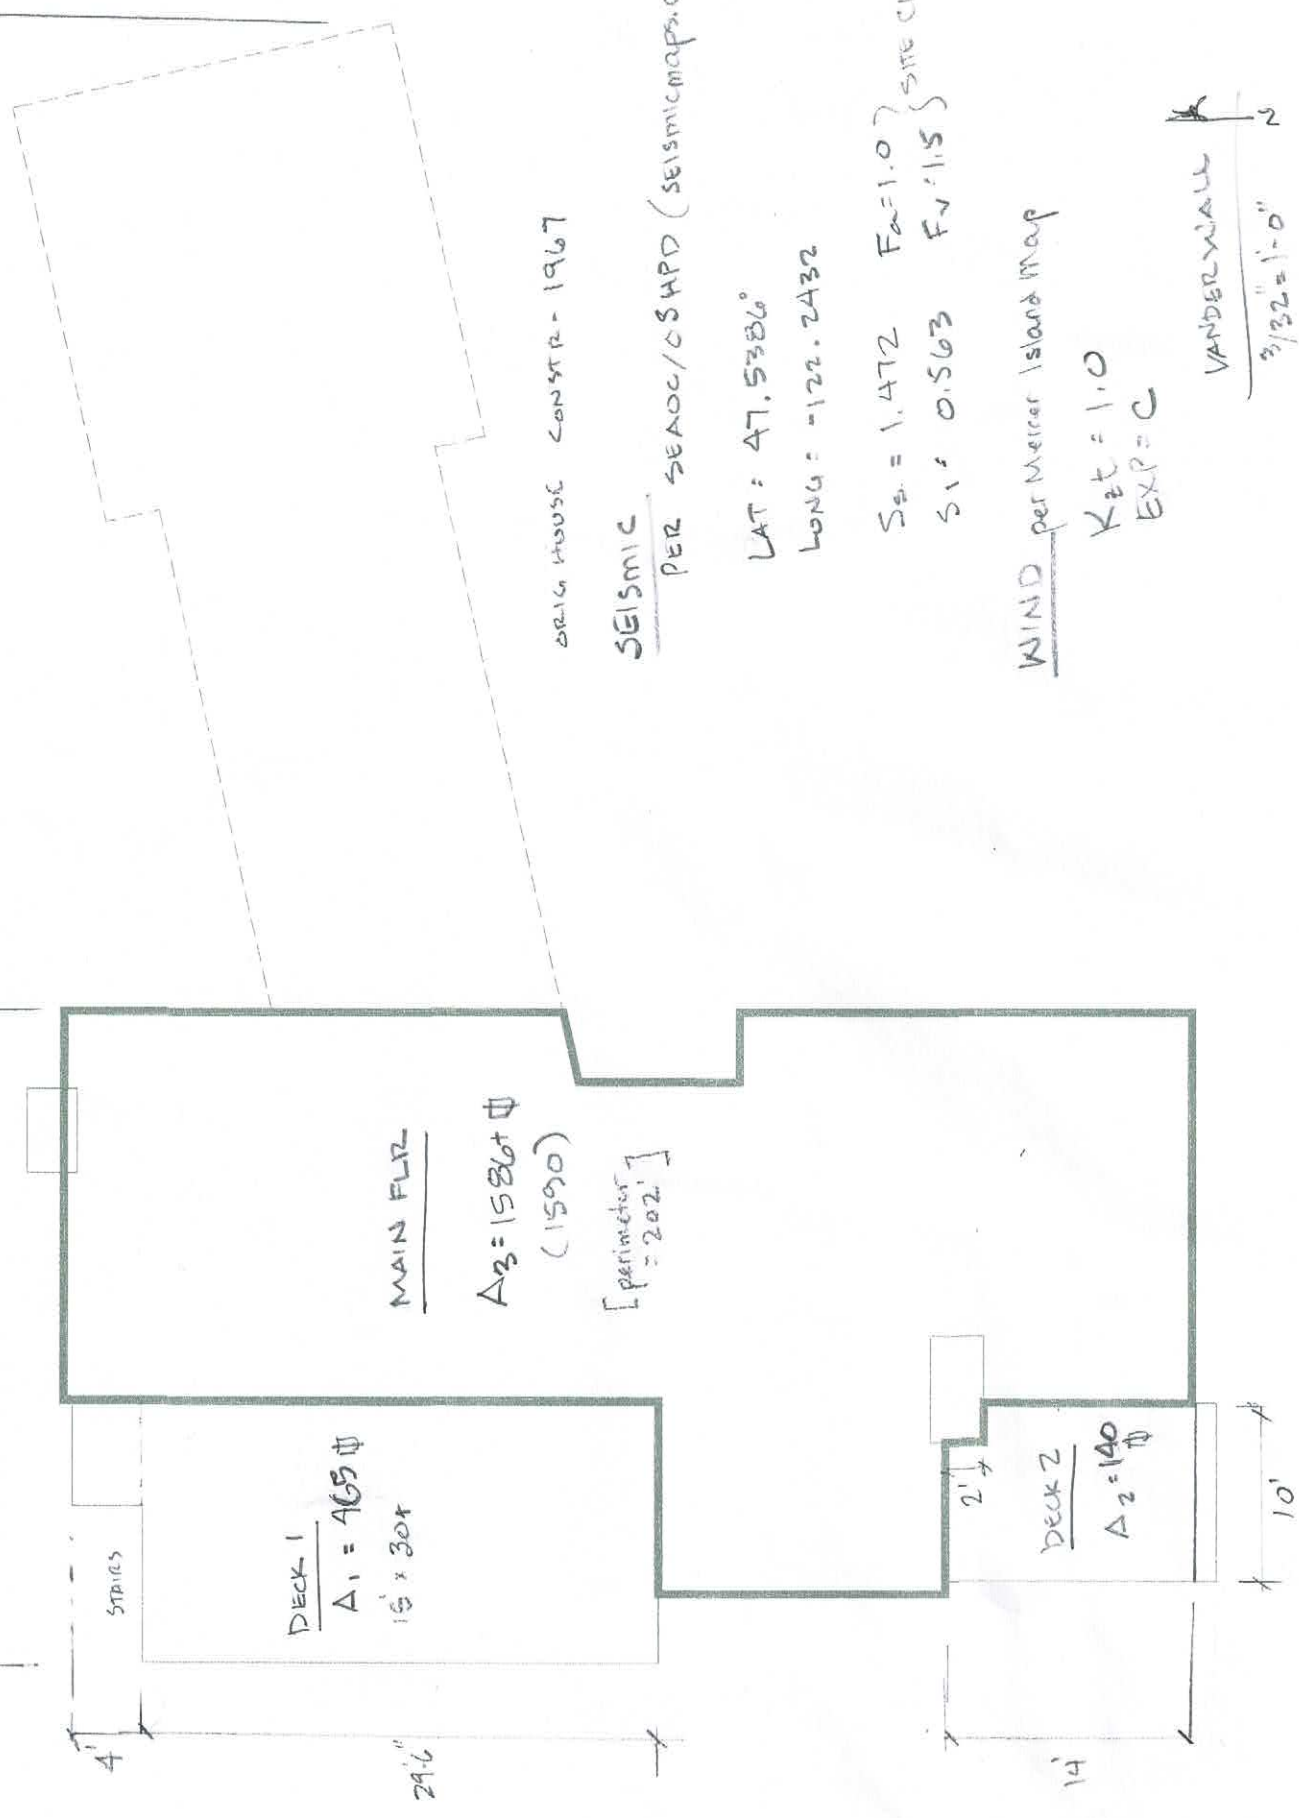 ORIG HOUSE CONSTR - 1967
SEISMIC
PER SEAOC/OSHPD (seismicmaps.
LAT: 47.5386°
LONG: -122.2432
Ss = 1.472 Fa=1.0 } SITE C
S1: 0.563 Fv:1.5
WIND per Mercer Island Map
Kzt = 1.0
EXP=C
VANDERWALL
3/32"=1'-0"
MAIN FLR
A3=1586+
(1590)
[perimeter
=202']
STAIRS
DECK 1
A1 = 465
15' x 30+
2'
DECK 2
A2=140
4'
29'6"
14'
10'